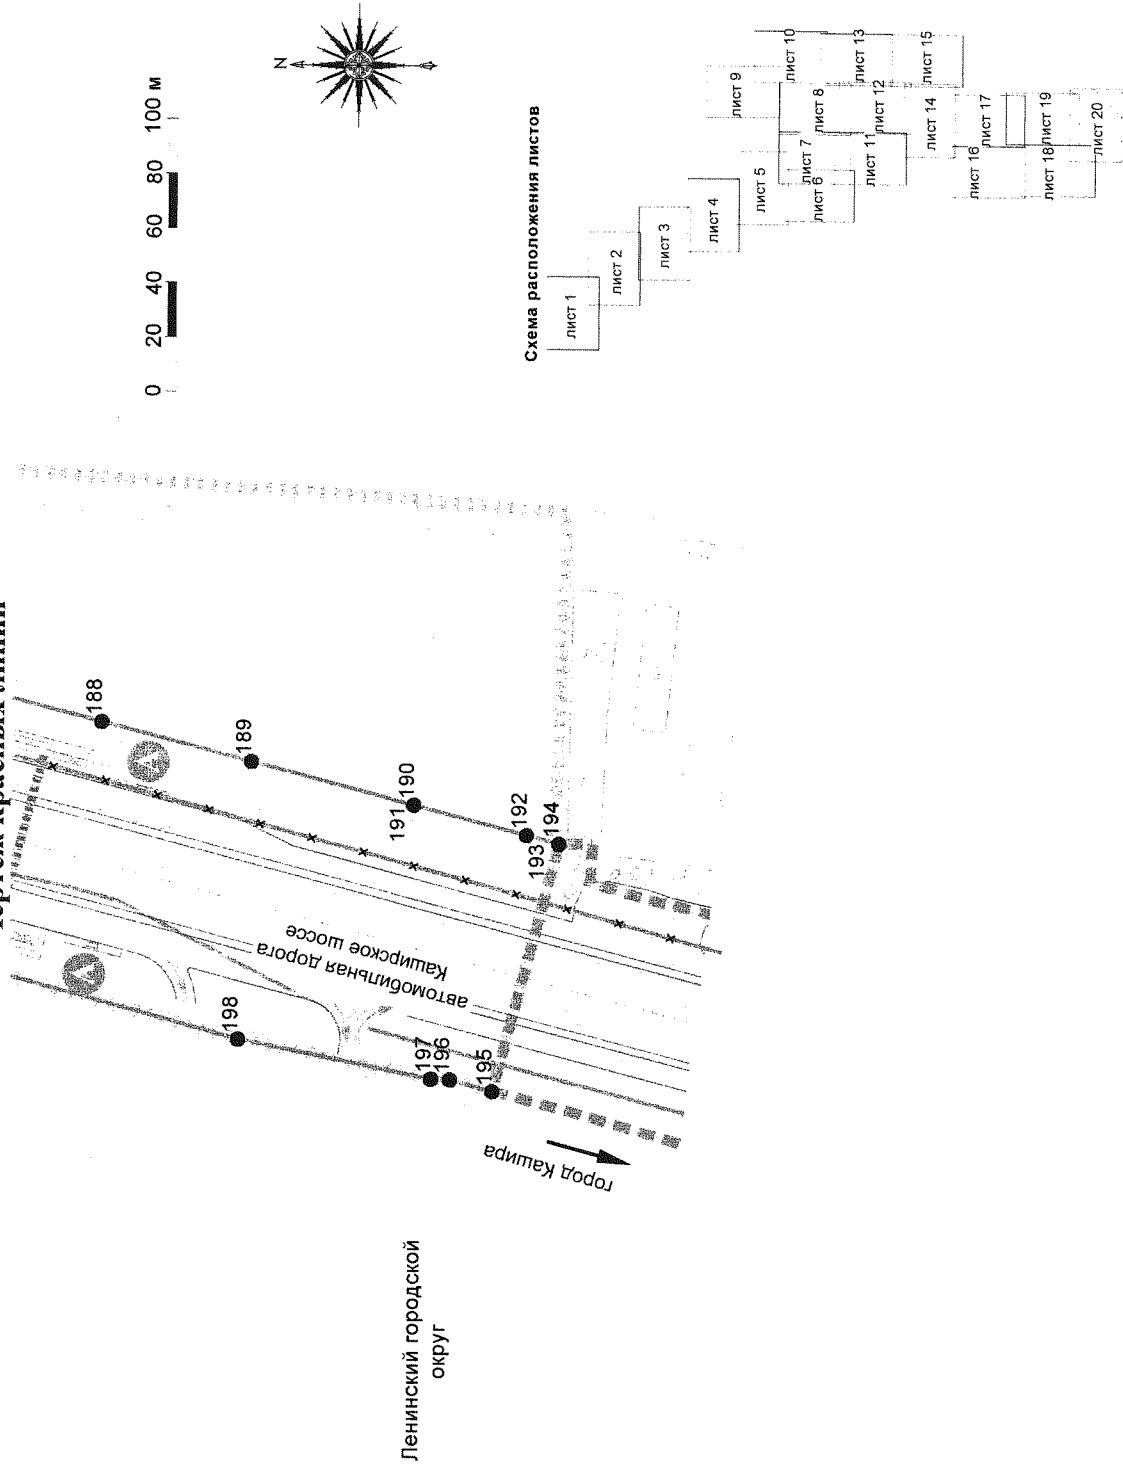 Чертеж красных линий
188
189
190
191
192
193
194
195
196
197
198
автомобильная дорога
Каширское шоссе
город Кашира
Ленинский городской
округ
0 20 40 60 80 100 м
N
Схема расположения листов
лист 1
лист 2
лист 3
лист 4
лист 5
лист 6
лист 7
лист 8
лист 9
лист 10
лист 11
лист 12
лист 13
лист 14
лист 15
лист 16
лист 17
лист 18
лист 19
лист 20